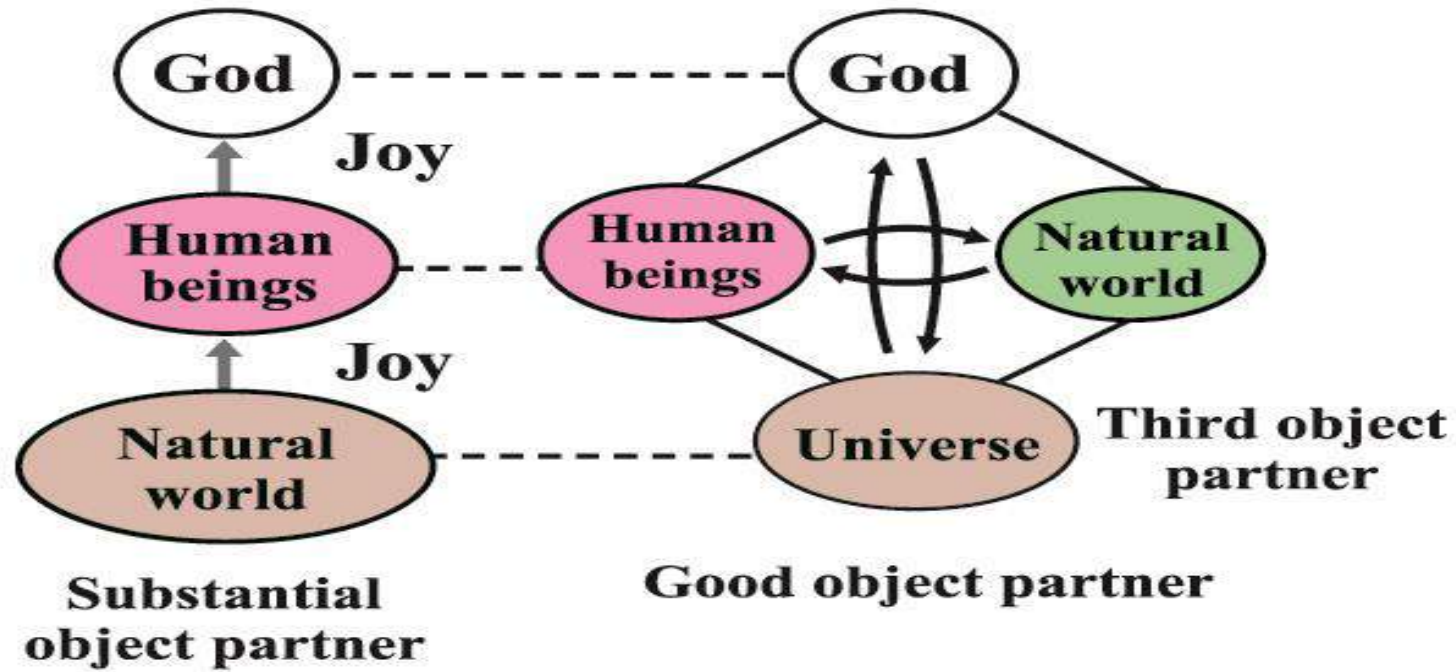 God
God
Joy
Human
beings
Human
beings
Natural
world
Joy
Natural
world
Universe
Third object
partner
Substantial
object partner
Good object partner